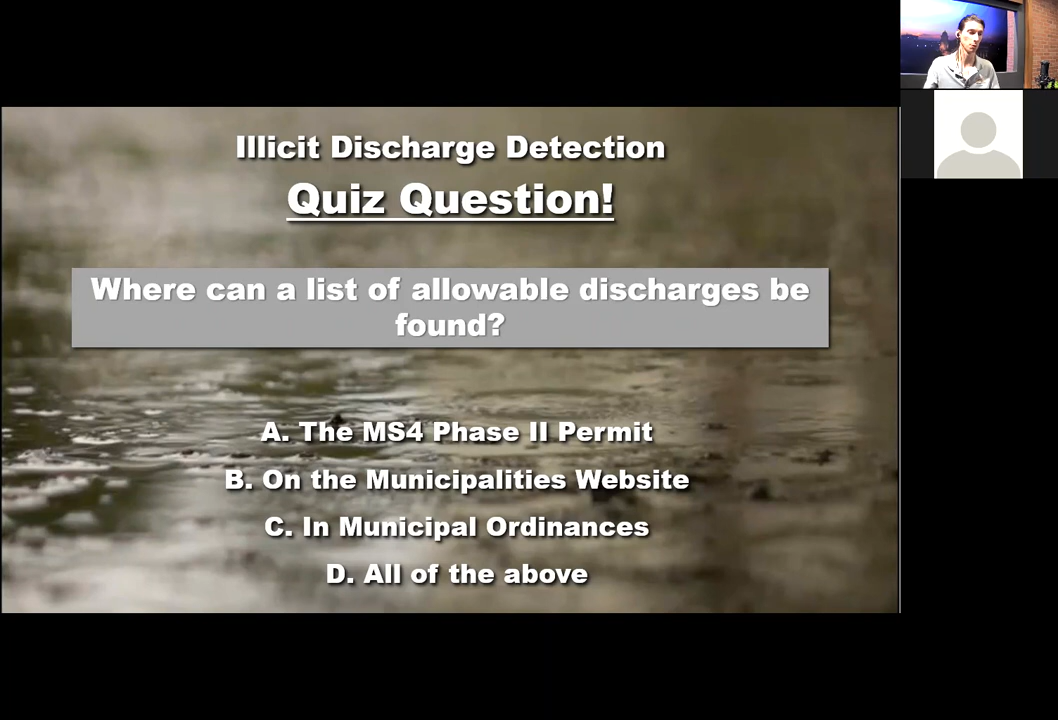 Illicit Discharge Detection
Quiz Question!
Where can a list of allowable discharges be
found?
A. The MS4 Phase II Permit
B. On the Municipalities Website
C. In Municipal Ordinances
D. All of the above